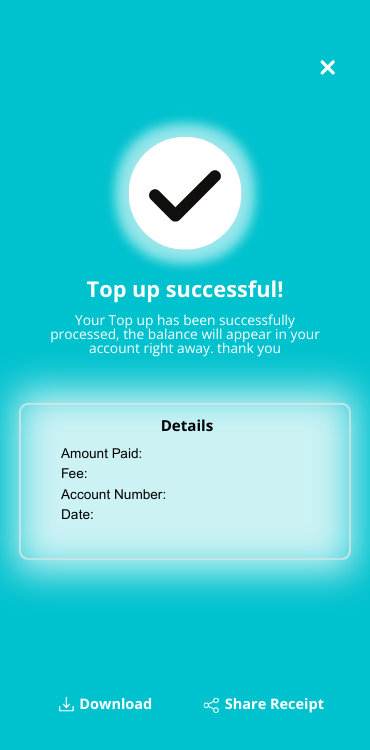 Top up successful!
Your Top up has been successfully
processed, the balance will appear in your
account right away. thank you
Details
Amount Paid:
Fee:
Account Number:
Date:
Download
Share Receipt